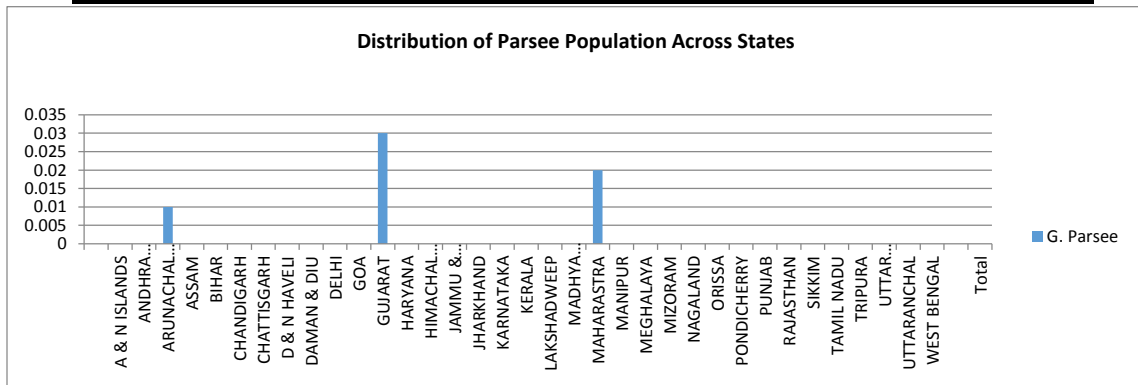 Distribution of Parsee Population Across States
0.035
0.03
0.025
0.02
0.015
0.01
0.005
0
A & N ISLANDS
ANDHRA…
ARUNACHAL…
ASSAM
BIHAR
CHANDIGARH
CHATTISGARH
D & N HAVELI
DAMAN & DIU
DELHI
GOA
GUJARAT
HARYANA
HIMACHAL…
JAMMU &…
JHARKHAND
KARNATAKA
KERALA
LAKSHADWEEP
MADHYA…
MAHARASTRA
MANIPUR
MEGHALAYA
MIZORAM
NAGALAND
ORISSA
PONDICHERRY
PUNJAB
RAJASTHAN
SIKKIM
TAMIL NADU
TRIPURA
UTTAR…
UTTARANCHAL
WEST BENGAL
Total
G. Parsee